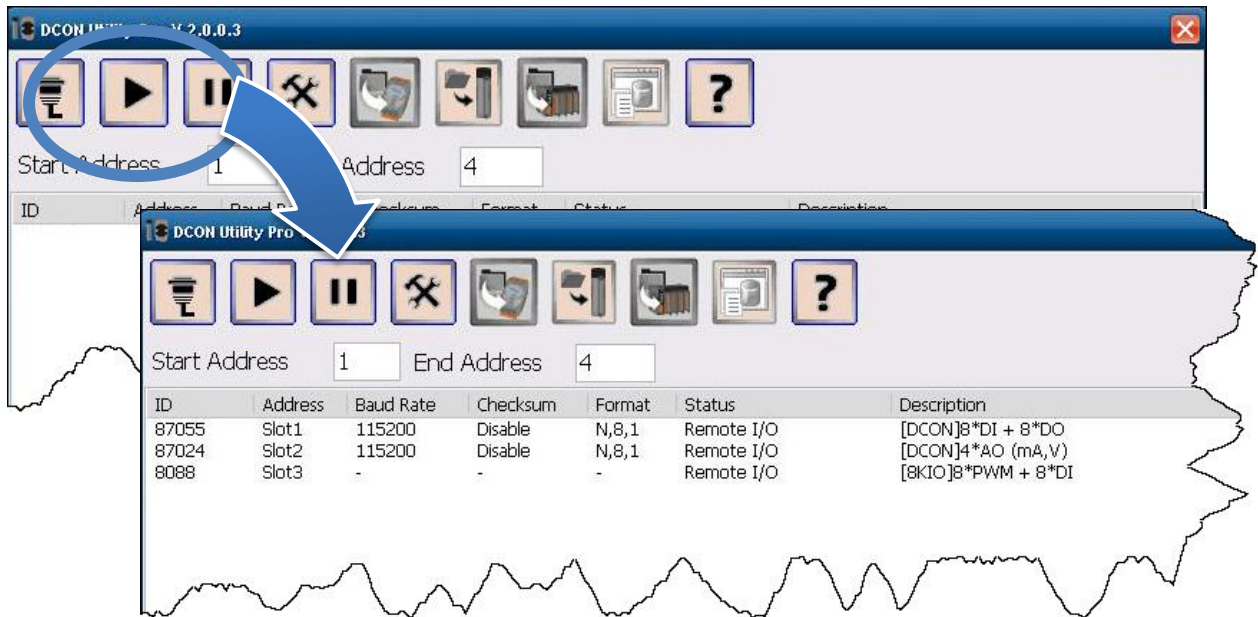 DCON Utility Pro V 2.0.0.3
Start Address 1 Address 4
ID Address Baud Checksum Format Status Description
DCON Utility Pro
Start Address 1 End Address 4
ID Address Baud Rate Checksum Format Status Description
87055 Slot1 115200 Disable N,8,1 Remote I/O [DCON]8*DI + 8*DO
87024 Slot2 115200 Disable N,8,1 Remote I/O [DCON]4*AO (mA,V)
8088 Slot3 - - - Remote I/O [8KIO]8*PWM + 8*DI